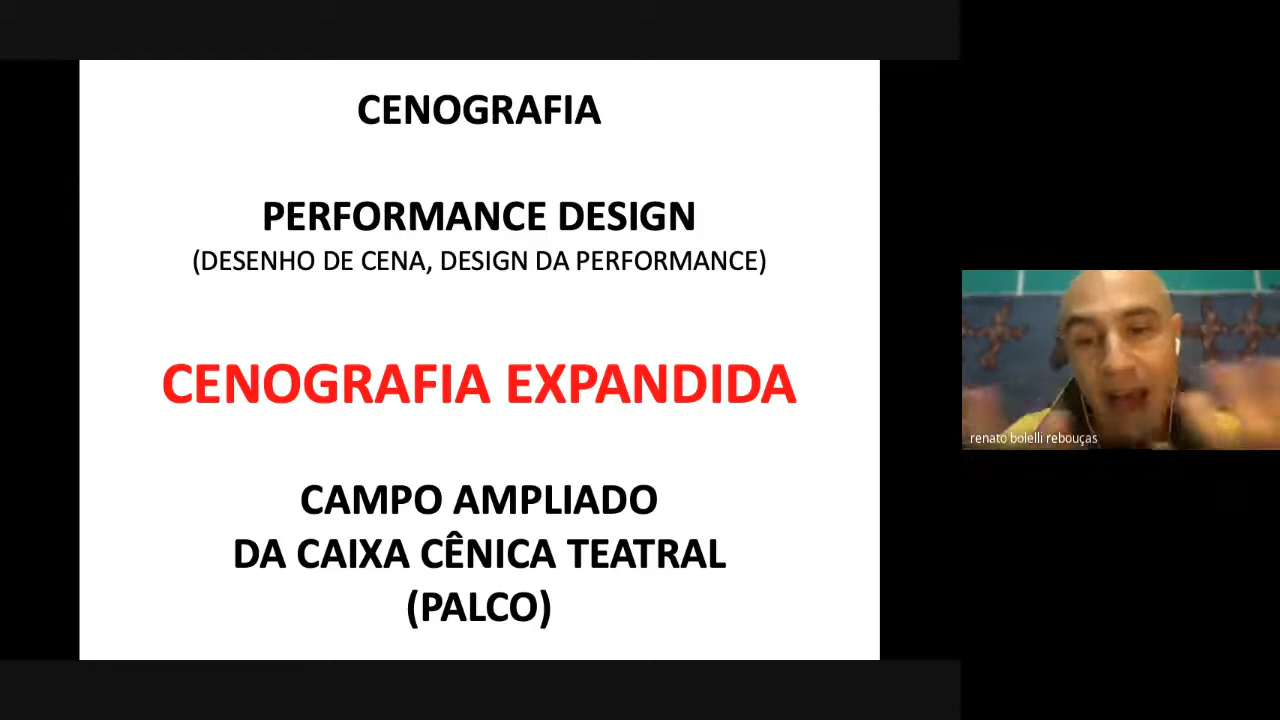 CENOGRAFIA
PERFORMANCE DESIGN
(DESENHO DE CENA, DESIGN DA PERFORMANCE)
CENOGRAFIA EXPANDIDA
CAMPO AMPLIADO
DA CAIXA CÊNICA TEATRAL
(PALCO)
renato bolelli rebouças